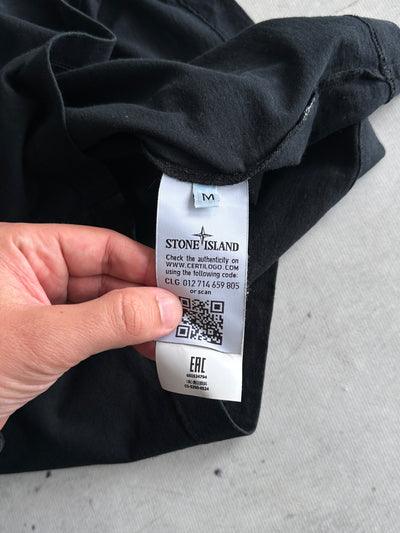 M
STONE ISLAND
Check the authenticity on
WWW.CERTILOGO.COM
using the following code:
CLG 012 714 659 805
or scan
EAC